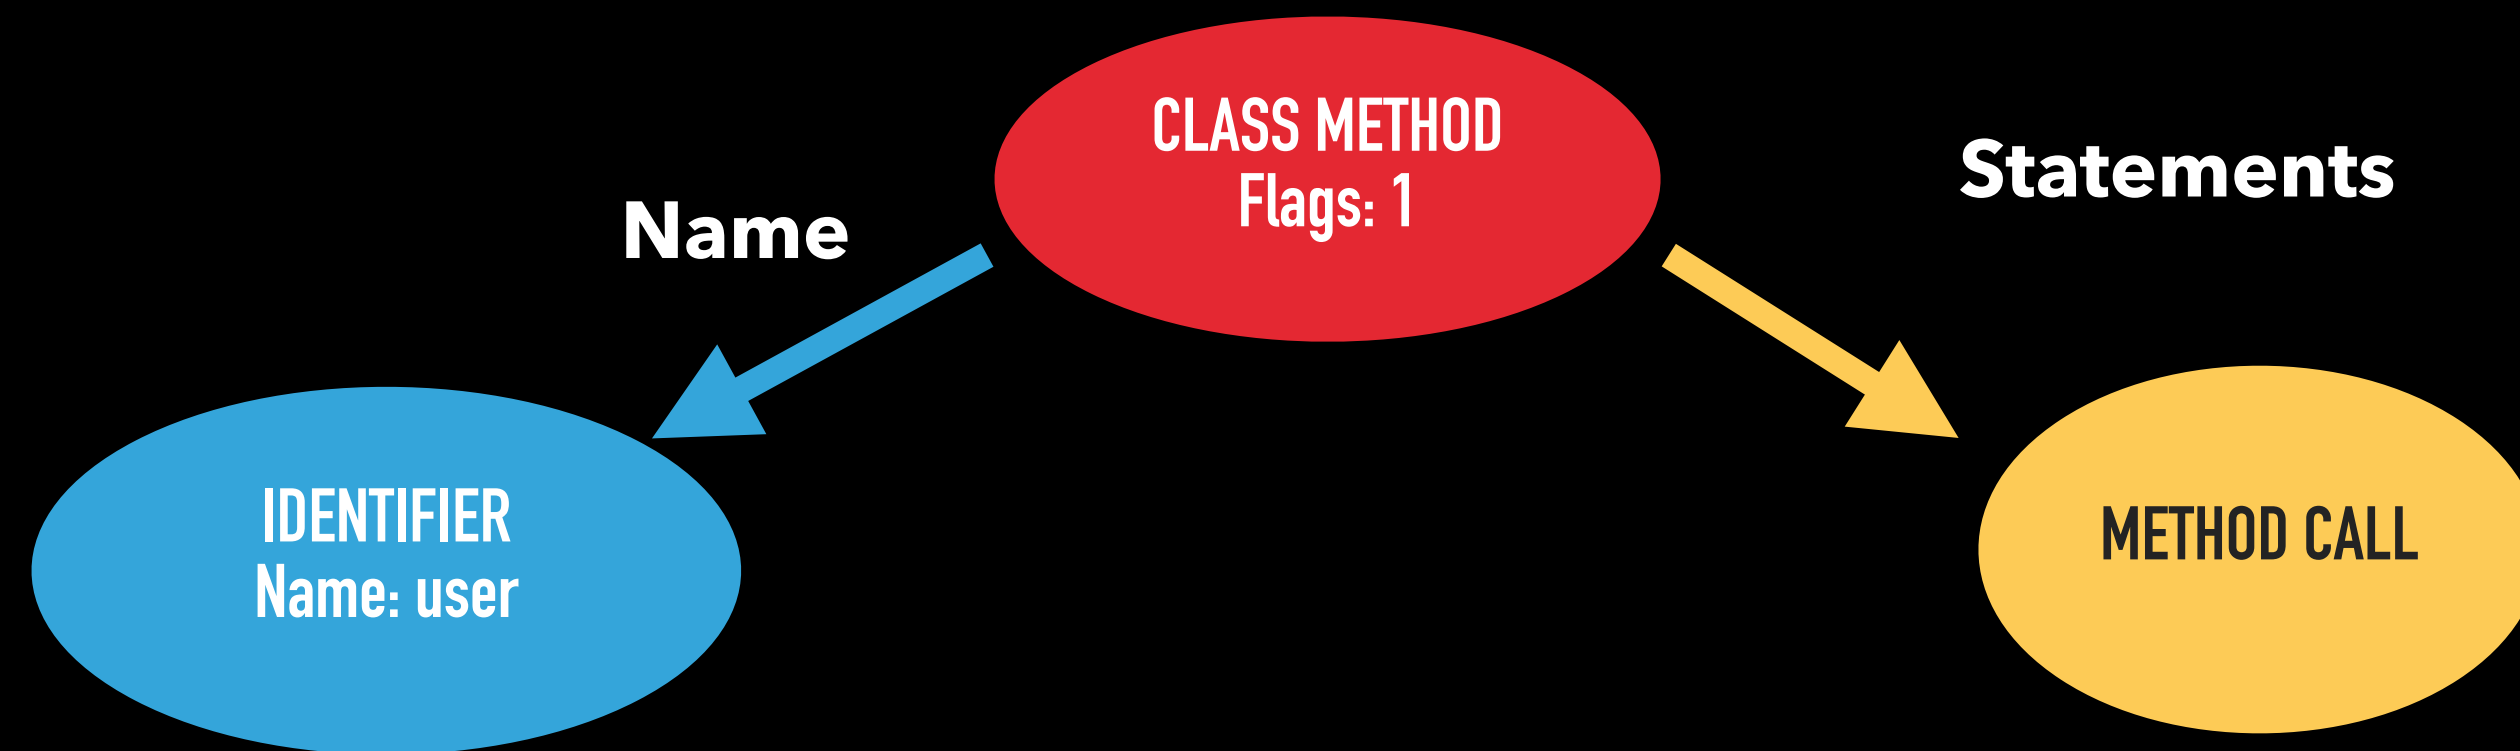 CLASS METHOD
Flags: 1
Name
Statements
IDENTIFIER
Name: user
METHOD CALL